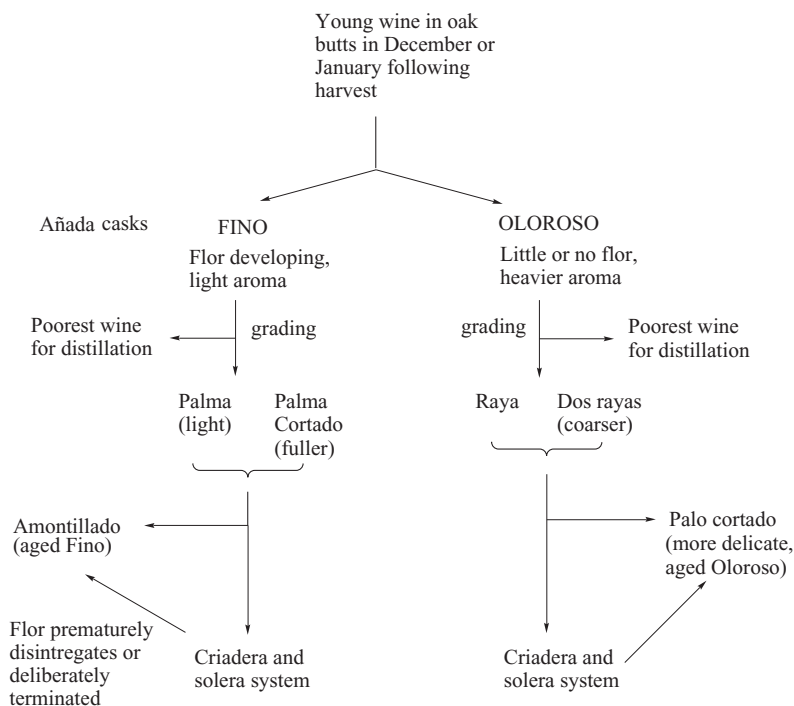 Young wine in oak
butts in December or
January following
harvest
Añada casks
FINO
Flor developing,
light aroma
OLOROSO
Little or no flor,
heavier aroma
Poorest wine
for distillation
grading
grading
Poorest wine
for distillation
Palma
(light)
Palma
Cortado
(fuller)
Raya
Dos rayas
(coarser)
Amontillado
(aged Fino)
Palo cortado
(more delicate,
aged Oloroso)
Flor prematurely
disintregates or
deliberately
terminated
Criadera and
solera system
Criadera and
solera system